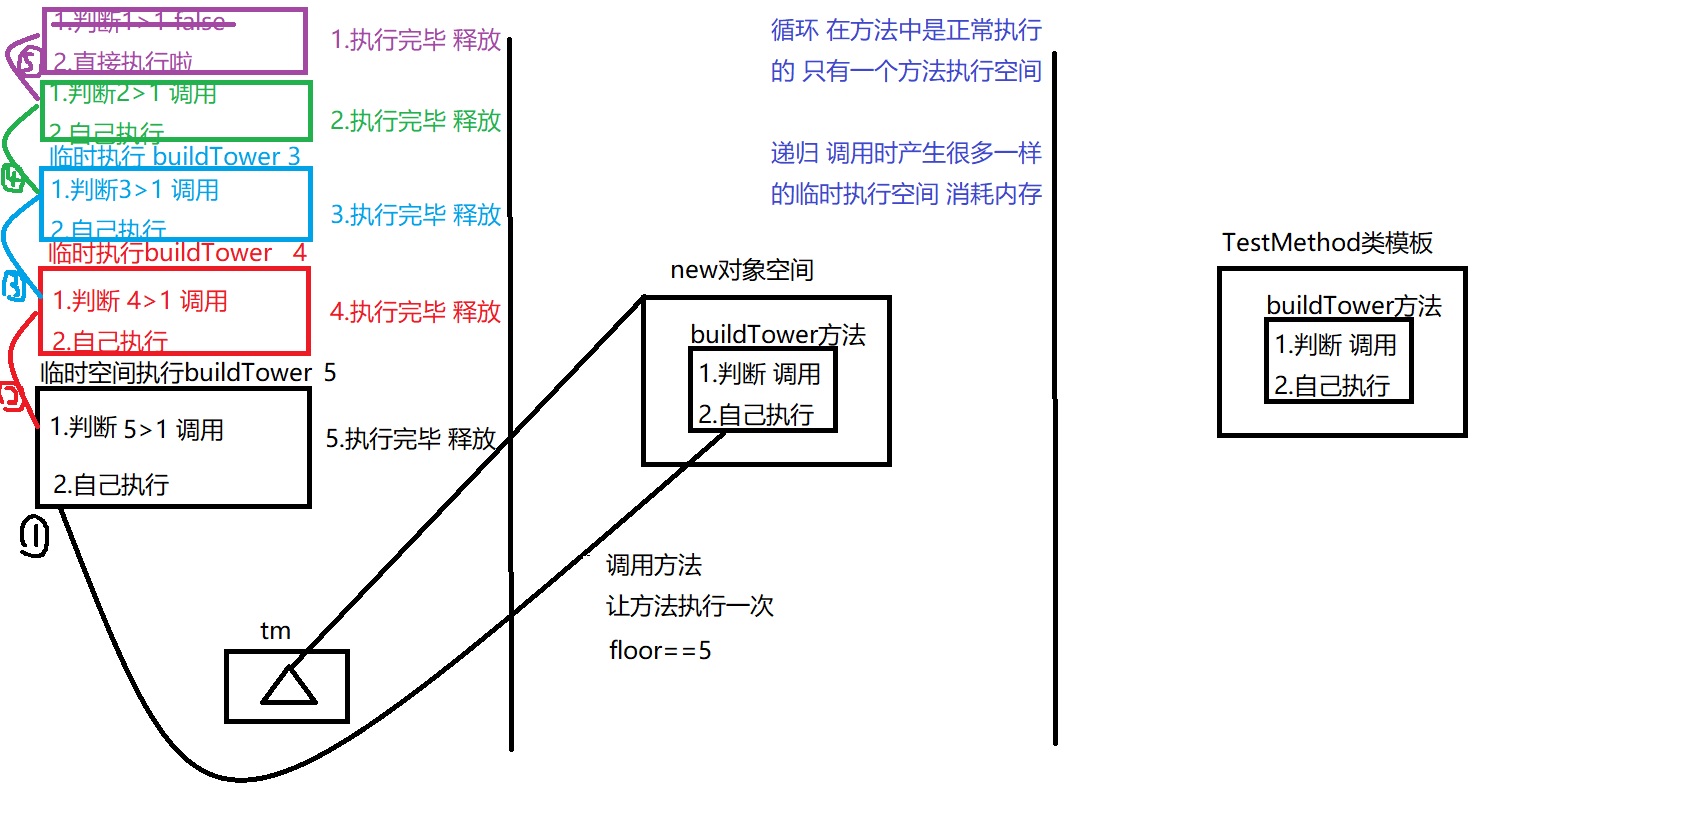 1.判断1>1 false
2.直接执行啦
⑤
1.执行完毕 释放
1.判断2>1 调用
2.自己执行
④
2.执行完毕 释放
临时执行 buildTower 3
1.判断3>1 调用
2.自己执行
③
3.执行完毕 释放
临时执行buildTower 4
1.判断 4>1 调用
2.自己执行
4.执行完毕 释放
临时空间执行buildTower 5
1.判断 5>1 调用
2.自己执行
①
5.执行完毕 释放
tm
循环 在方法中是正常执行
的 只有一个方法执行空间
递归 调用时产生很多一样
的临时执行空间 消耗内存
new对象空间
buildTower方法
1.判断 调用
2.自己执行
调用方法
让方法执行一次
floor==5
TestMethod类模板
buildTower方法
1.判断 调用
2.自己执行